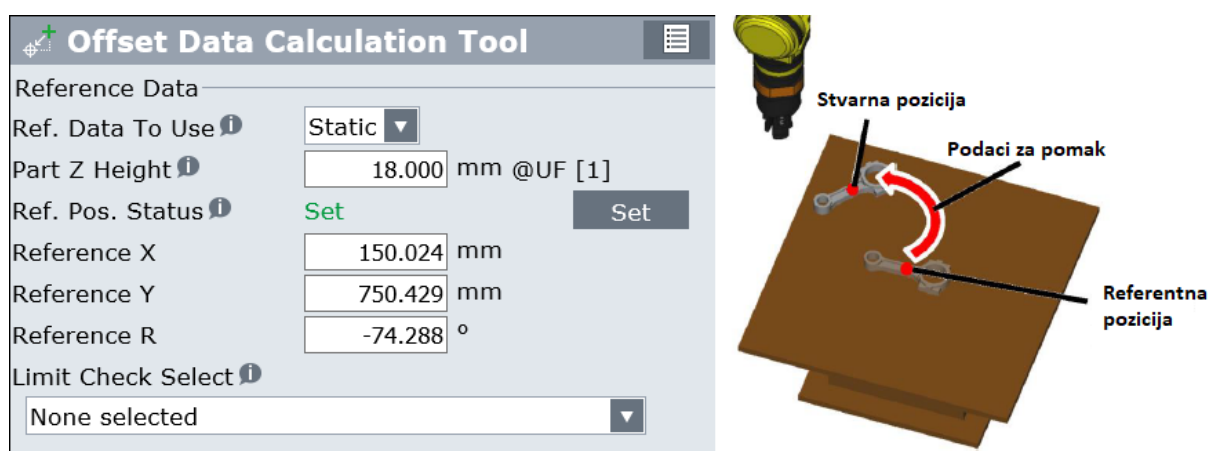 Offset Data Calculation Tool
Reference Data
Ref. Data To Use Static
Part Z Height 18.000 mm @UF [1]
Ref. Pos. Status Set Set
Reference X 150.024 mm
Reference Y 750.429 mm
Reference R -74.288 º
Limit Check Select
None selected
Stvarna pozicija
Podaci za pomak
Referentna
pozicija